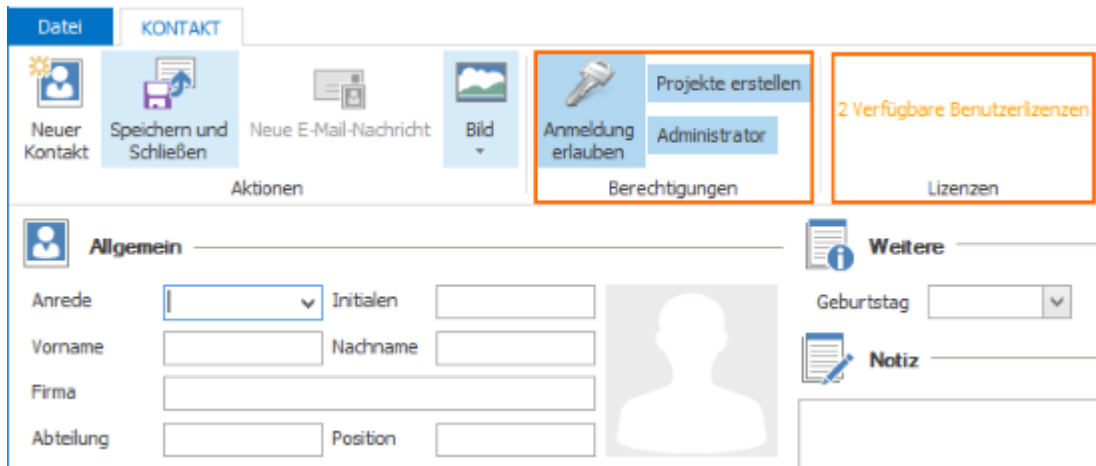 Datei KONTAKT
Neuer Kontakt
Speichern und Schließen
Neue E-Mail-Nachricht
Bild
Aktionen
Anmeldung erlauben
Projekte erstellen
Administrator
Berechtigungen
2 Verfügbare Benutzerlizenzen
Lizenzen
Allgemein
Anrede
Initialen
Vorname
Nachname
Firma
Abteilung
Position
Weitere
Geburtstag
Notiz